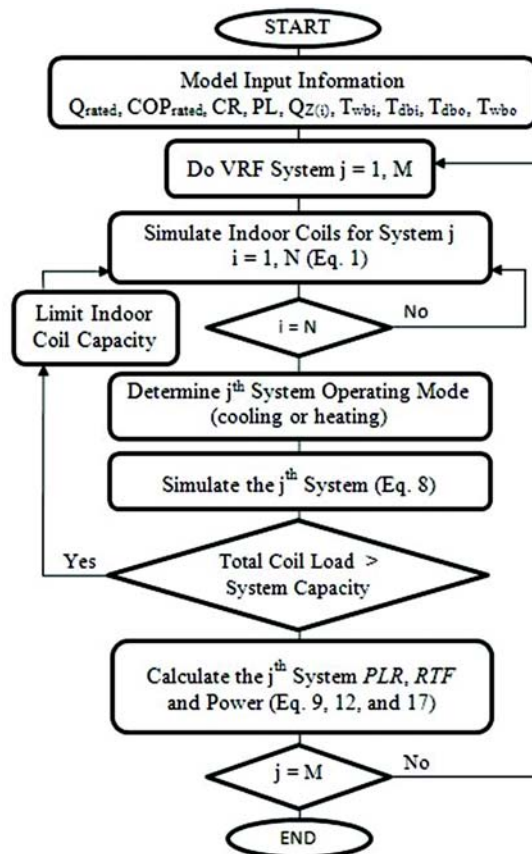 START
Model Input Information
Qrated, COPrated, CR, PL, QZ(i), Twbi, Tdbi, Tdbo, Twbo
Do VRF System j = 1, M
Simulate Indoor Coils for System j
i = 1, N (Eq. 1)
Limit Indoor
Coil Capacity
i = N
No
Determine jth System Operating Mode
(cooling or heating)
Simulate the jth System (Eq. 8)
Yes
Total Coil Load >
System Capacity
Calculate the jth System PLR, RTF
and Power (Eq. 9, 12, and 17)
j = M
No
END